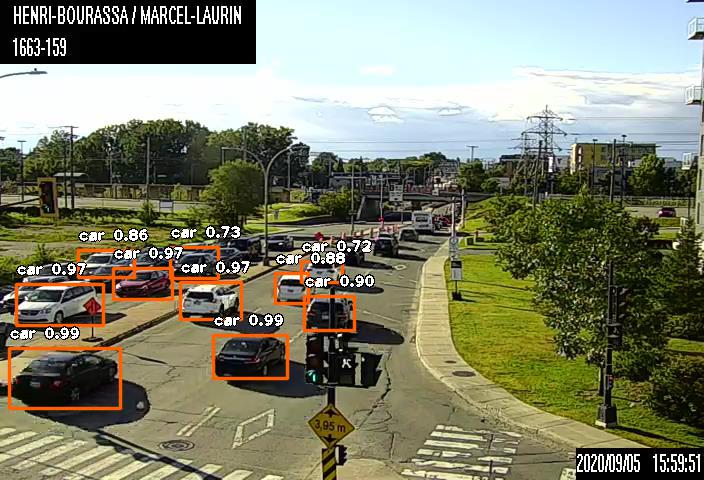 HENRI-BOURASSA / MARCEL-LAURIN
1663-159
car 0.86
car 0.73
car 0.97
car 0.72
car 0.97
car 0.97
car 0.88
car 0.90
car 0.99
car 0.99
3,95 m
2020/09/05 15:59:51